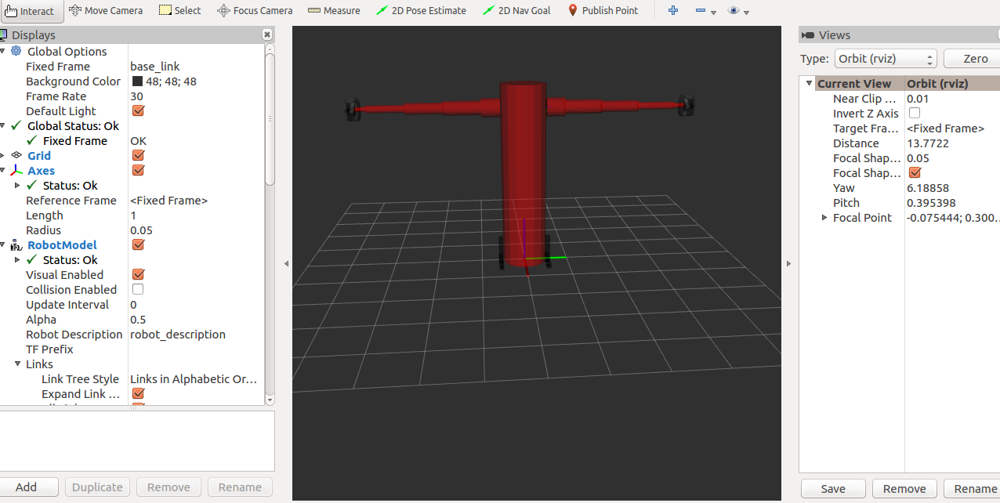 Interact Move Camera Select Focus Camera Measure 2D Pose Estimate 2D Nav Goal Publish Point
Displays
Global Options
Fixed Frame base_link
Background Color 48; 48; 48
Frame Rate 30
Default Light
Global Status: Ok
Fixed Frame OK
Grid
Axes
Status: Ok
Reference Frame <Fixed Frame>
Length 1
Radius 0.05
RobotModel
Status: Ok
Visual Enabled
Collision Enabled
Update Interval 0
Alpha 0.5
Robot Description robot_description
TF Prefix
Links
Link Tree Style Links in Alphabetic Or...
Expand Link ...
Add Duplicate Remove Rename
Views
Type: Orbit (rviz) Zero
Current View Orbit (rviz)
Near Clip ... 0.01
Invert Z Axis
Target Fra... <Fixed Frame>
Distance 13.7722
Focal Shap... 0.05
Focal Shap...
Yaw 6.18858
Pitch 0.395398
Focal Point -0.075444; 0.300...
Save Remove Rename